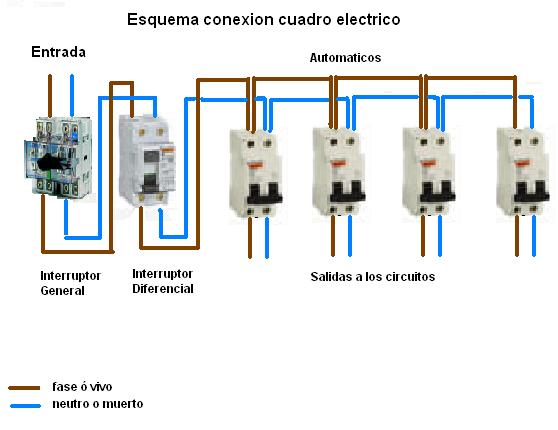 Esquema conexion cuadro electrico
Entrada
Automaticos
Interruptor
General
Interruptor
Diferencial
Salidas a los circuitos
fase ó vivo
neutro o muerto